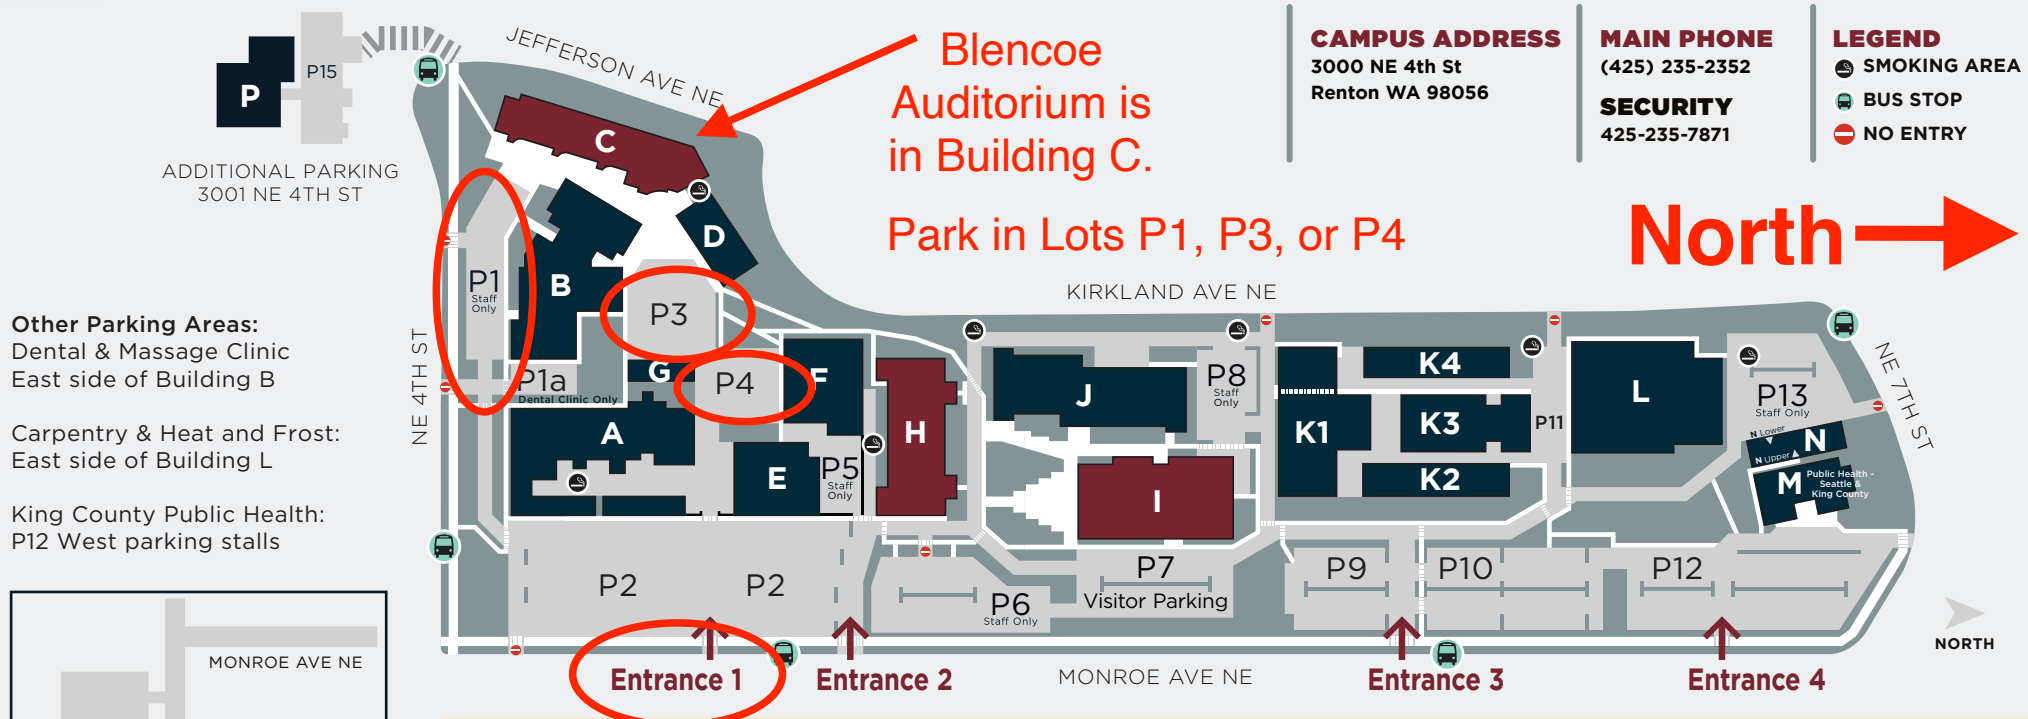 JEFFERSON AVE NE
Blencoe
Auditorium is
in Building C.
Park in Lots P1, P3, or P4
CAMPUS ADDRESS
3000 NE 4th St
Renton WA 98056
MAIN PHONE
(425) 235-2352
SECURITY
425-235-7871
LEGEND
SMOKING AREA
BUS STOP
NO ENTRY
North
P
P15
ADDITIONAL PARKING
3001 NE 4TH ST
C
D
B
P1
Staff
Only
P3
KIRKLAND AVE NE
Other Parking Areas:
Dental & Massage Clinic
East side of Building B
Carpentry & Heat and Frost:
East side of Building L
King County Public Health:
P12 West parking stalls
NE 4TH ST
P1a
Dental Clinic Only
G
P4
F
A
E
P5
Staff
Only
H
J
P8
Staff
Only
I
K1
K4
K3
K2
P11
L
P13
Staff Only
NE 7TH ST
N Lower
N Upper
N
M
Public Health -
Seattle &
King County
P2
P2
P6
Staff Only
P7
Visitor Parking
P9
P10
P12
NORTH
MONROE AVE NE
Entrance 1
Entrance 2
MONROE AVE NE
Entrance 3
Entrance 4